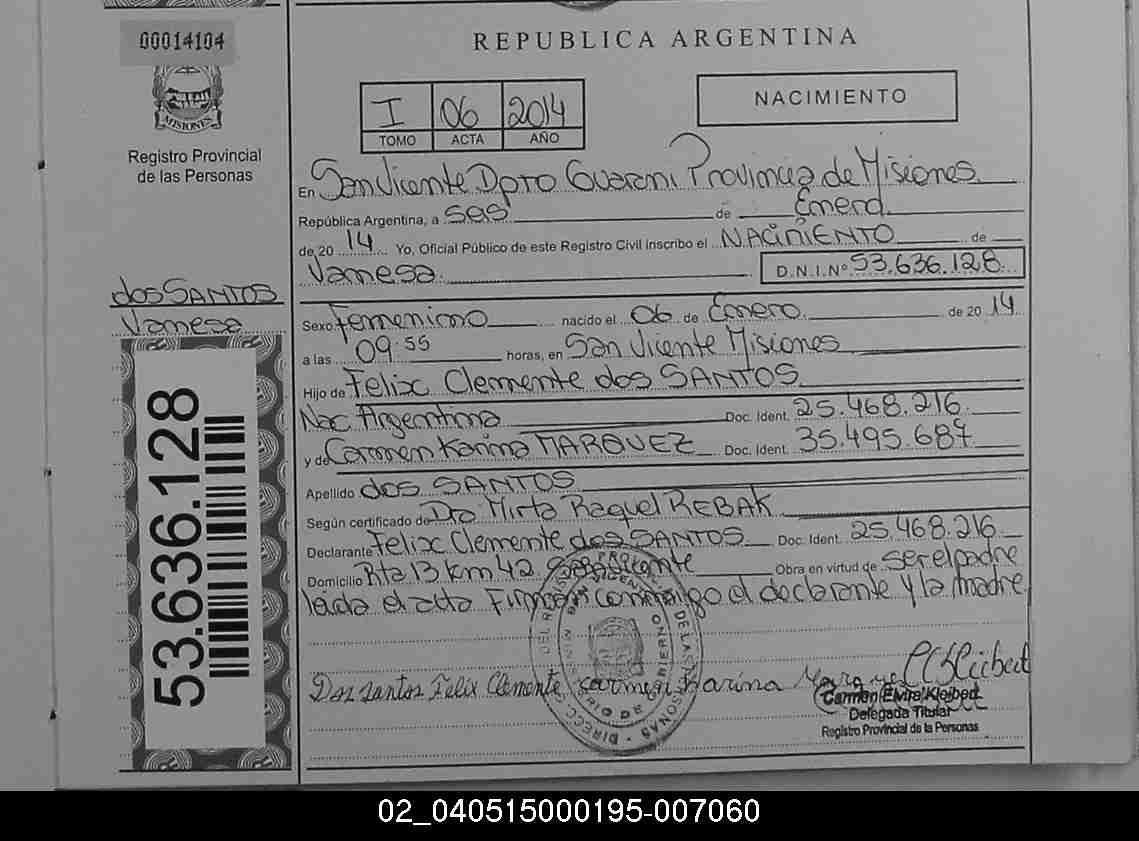 00014104
MISIONES
Registro Provincial
de las Personas
dos SANTOS
Vanesa
53.636.128
REPUBLICA ARGENTINA
I 06 2014
TOMO ACTA AÑO
NACIMIENTO
En San Vicente Dpto Guarani Provincia de Misiones
República Argentina, a seis de Enero
de 20 14 Yo, Oficial Público de este Registro Civil inscribo el NACIMIENTO de
Vanesa D.N.I.Nº 53.636.128
Sexo Femenino nacido el 06 de Enero de 20 14
a las 09:55 horas, en San Vicente Misiones
Hijo de Felix Clemente dos SANTOS
Nac Argentina Doc. Ident. 25.468.216
y de Carmen Karina MARQUEZ Doc. Ident. 35.495.687
Apellido dos SANTOS
Según certificado de Dra Mirta Raquel REBAK
Declarante Felix Clemente dos SANTOS Doc. Ident. 25.468.216
Domicilio Rta 13 Km 42 San Vicente Obra en virtud de ser el padre
leida el acta Firman conmigo el declarante y la madre
Dos santos Felix Clemente Carmen Karina Marquez
Carmen Elvira Kleibert
Delegada Titular
Registro Provincial de la Personas
02_040515000195-007060